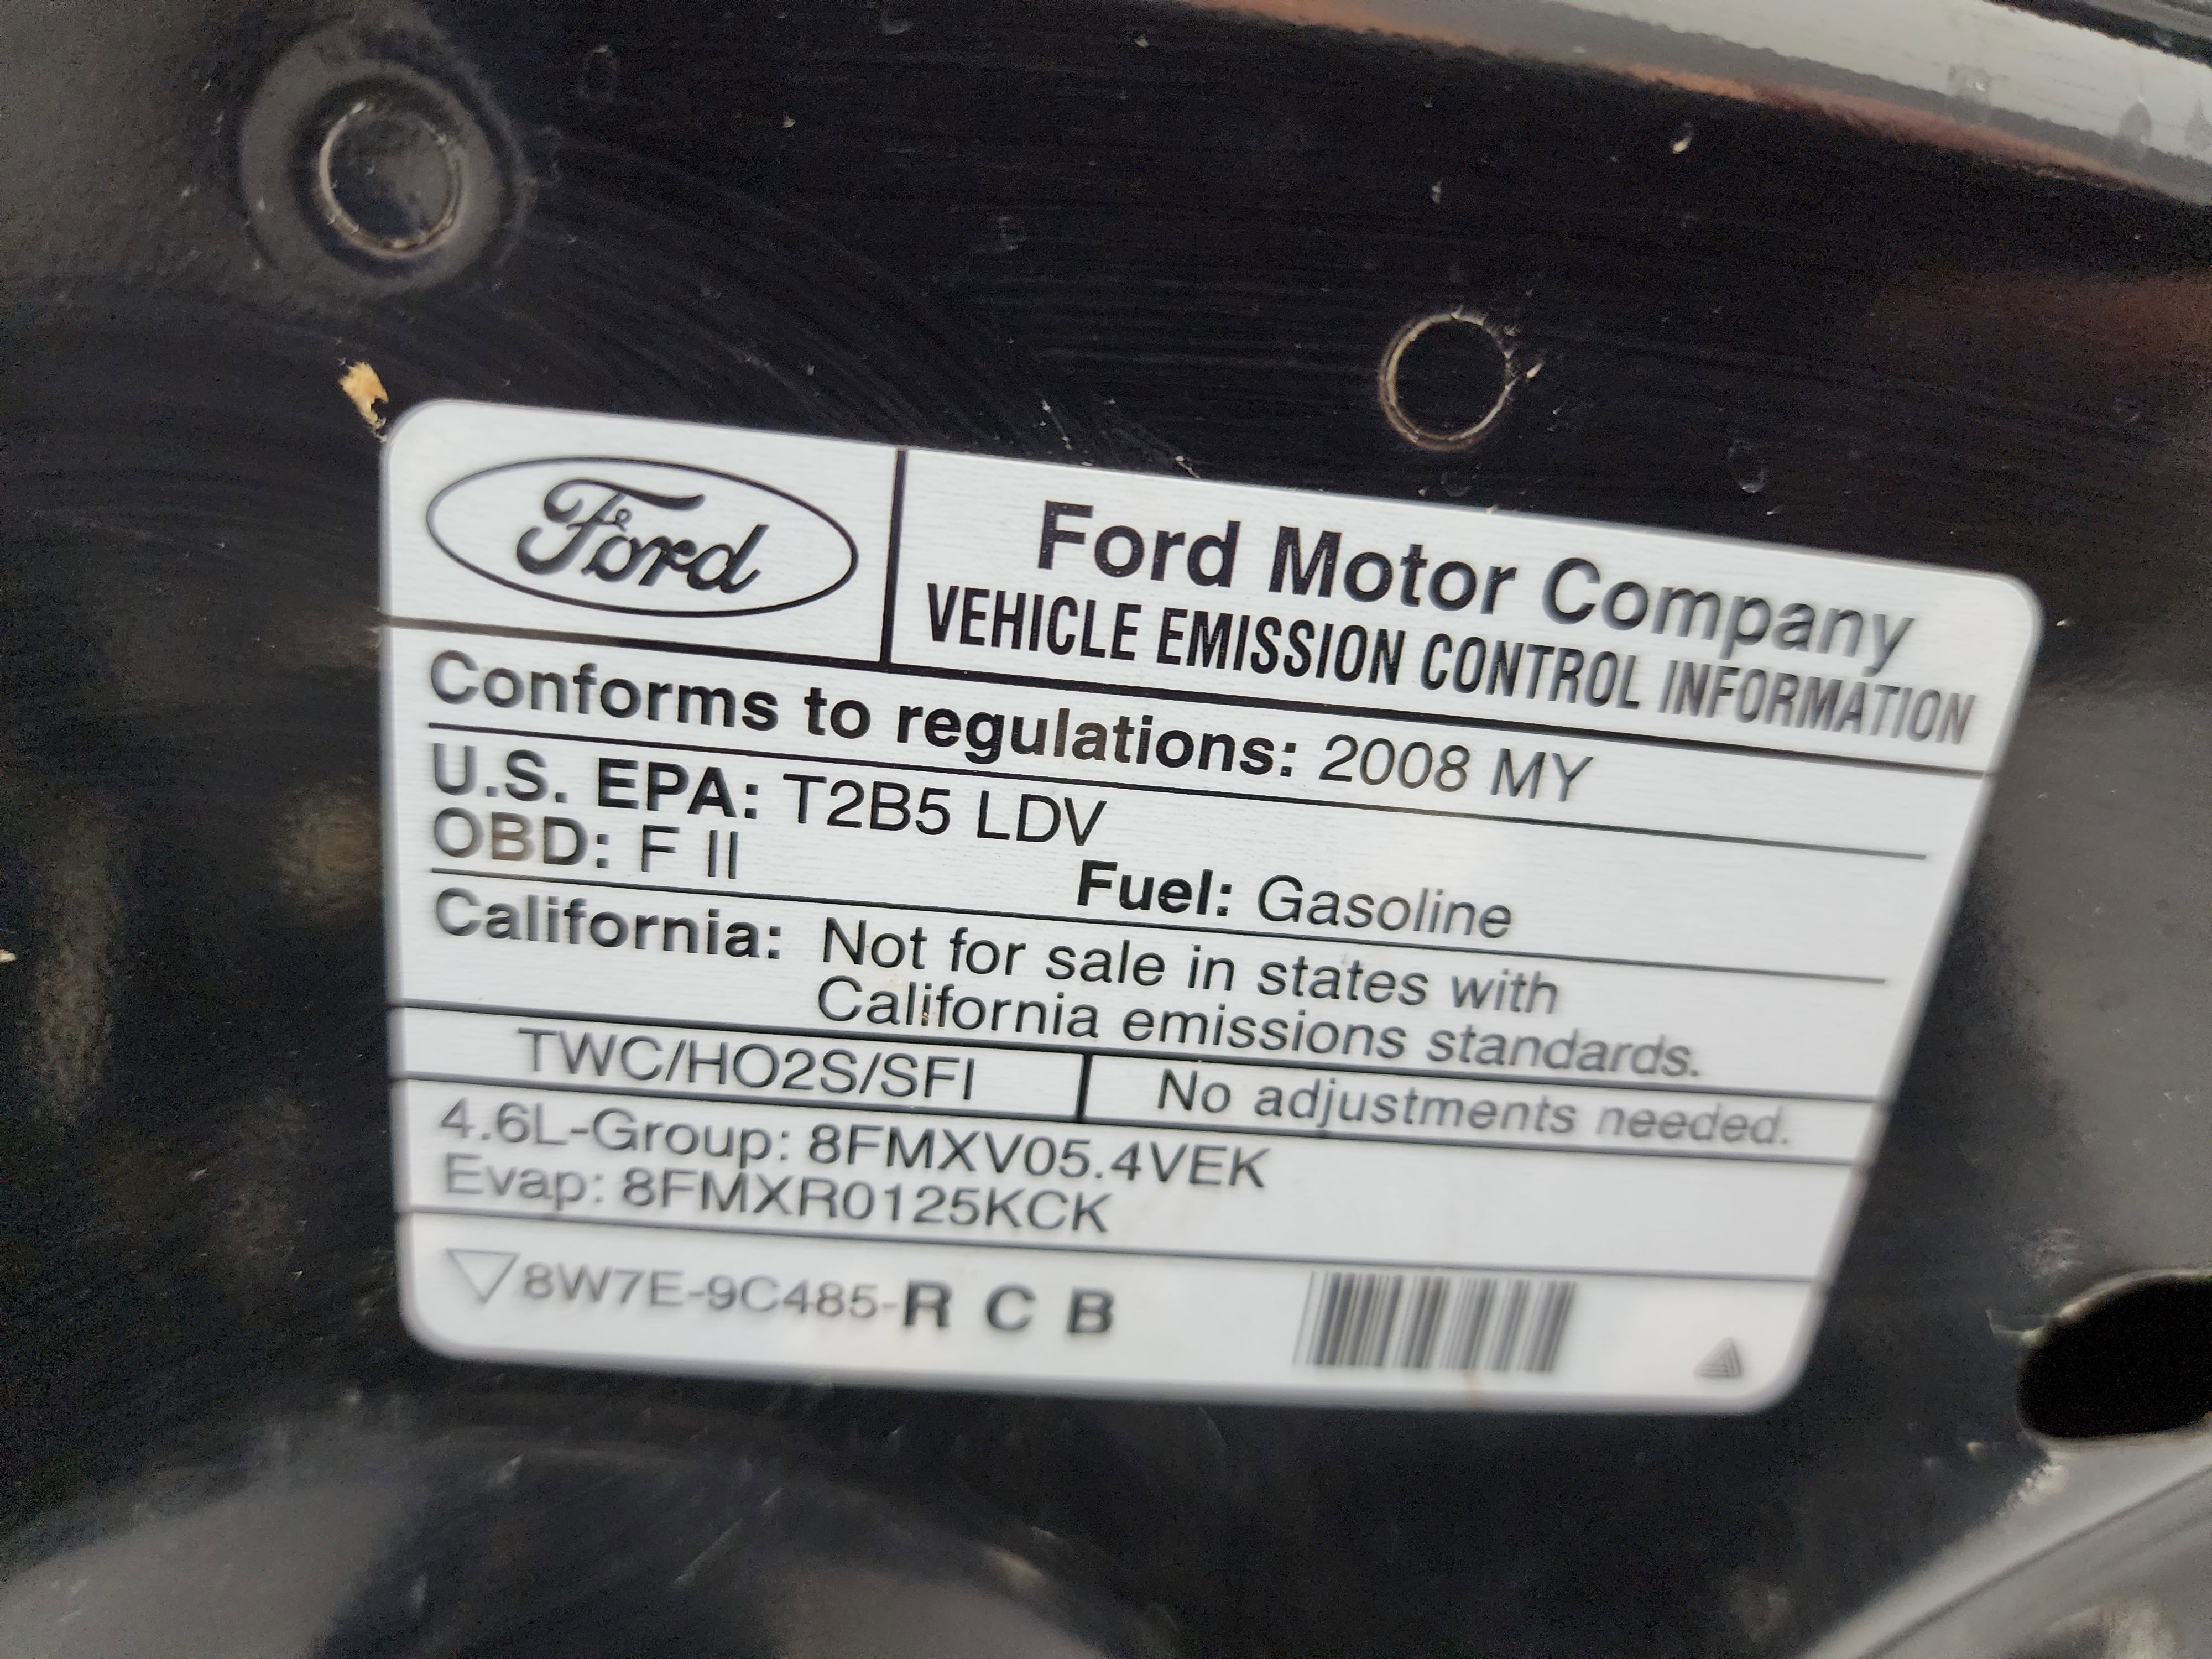 Ford
Ford Motor Company
VEHICLE EMISSION CONTROL INFORMATION
Conforms to regulations: 2008 MY
U.S. EPA: T2B5 LDV
OBD: F II Fuel: Gasoline
California: Not for sale in states with
California emissions standards.
TWC/HO2S/SFI No adjustments needed.
4.6L-Group: 8FMXV05.4VEK
Evap: 8FMXR0125KCK
8W7E-9C485-R C B